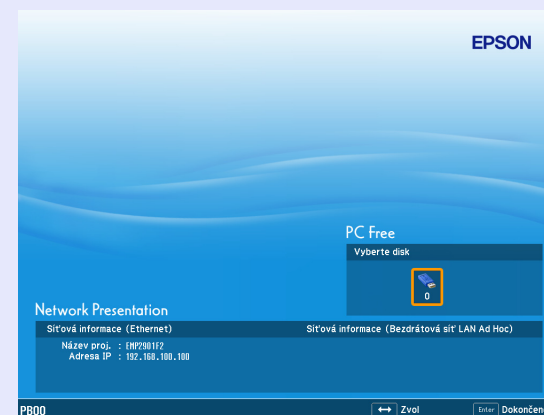 EPSON
PC Free
Vyberte disk
0
Network Presentation
Síťová informace (Ethernet)
Síťová informace (Bezdrátová síť LAN Ad Hoc)
Název proj. : EMP2901F2
Adresa IP : 192.168.100.100
PB00
Zvol
Enter Dokončeno